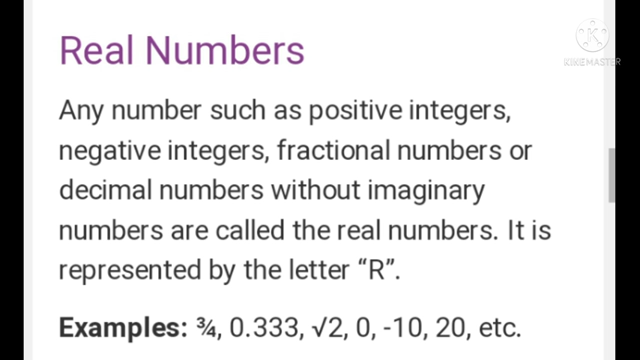 Real Numbers
KINEMASTER
Any number such as positive integers,
negative integers, fractional numbers or
decimal numbers without imaginary
numbers are called the real numbers. It is
represented by the letter “R”.
Examples: ¾, 0.333, √2, 0, -10, 20, etc.